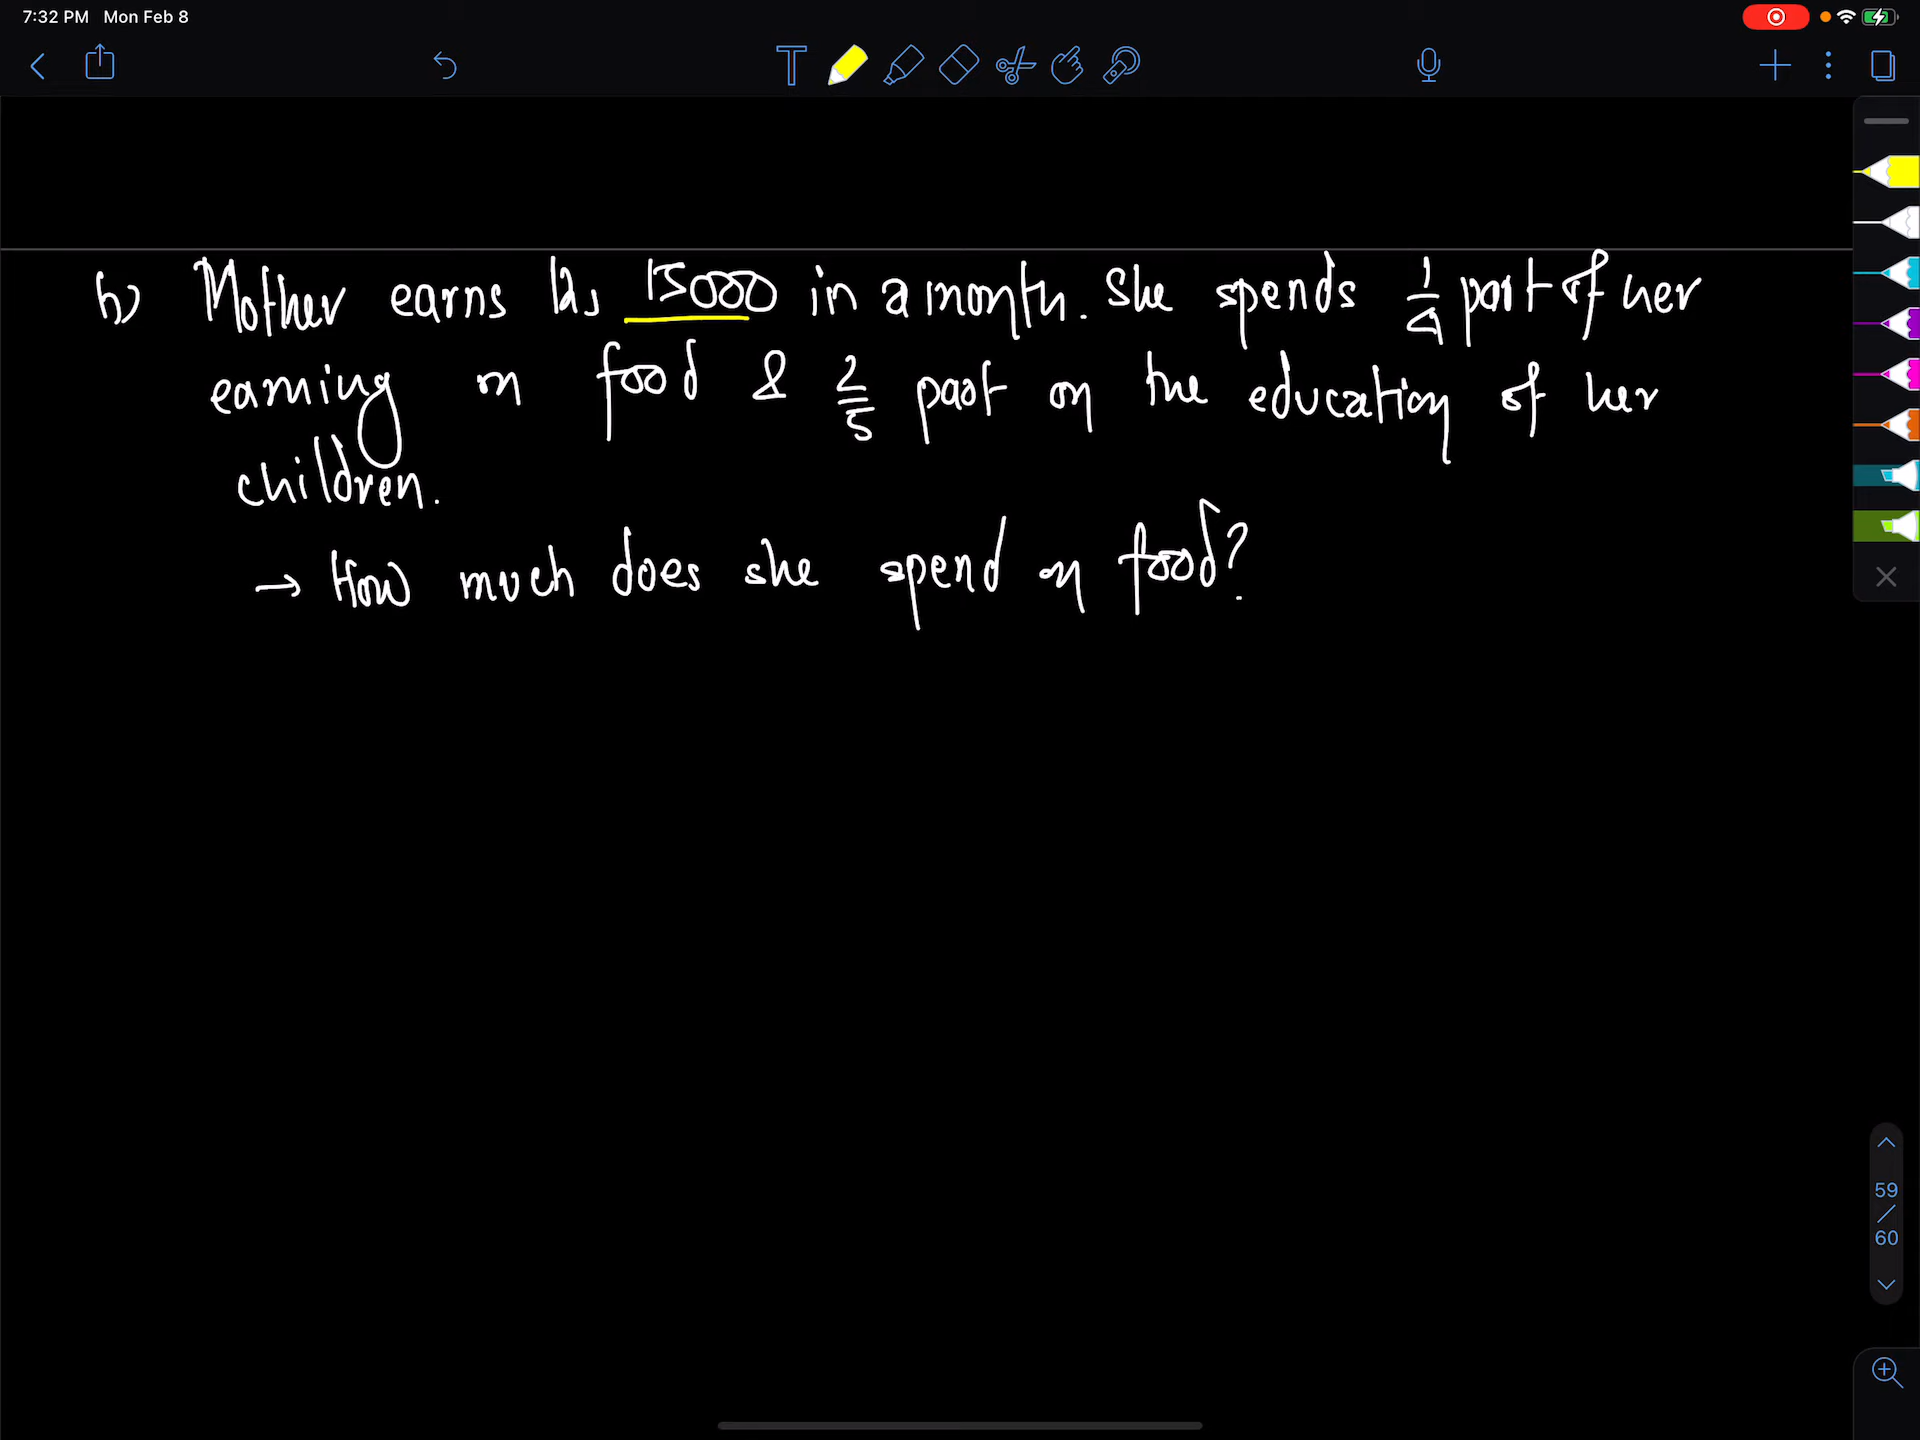 7:32 PM Mon Feb 8
h) Mother earns Rs 15000 in a month. She spends 1/4 part of her
earning on food & 2/5 part on the education of her
children.
→ How much does she spend on food?
59
/
60